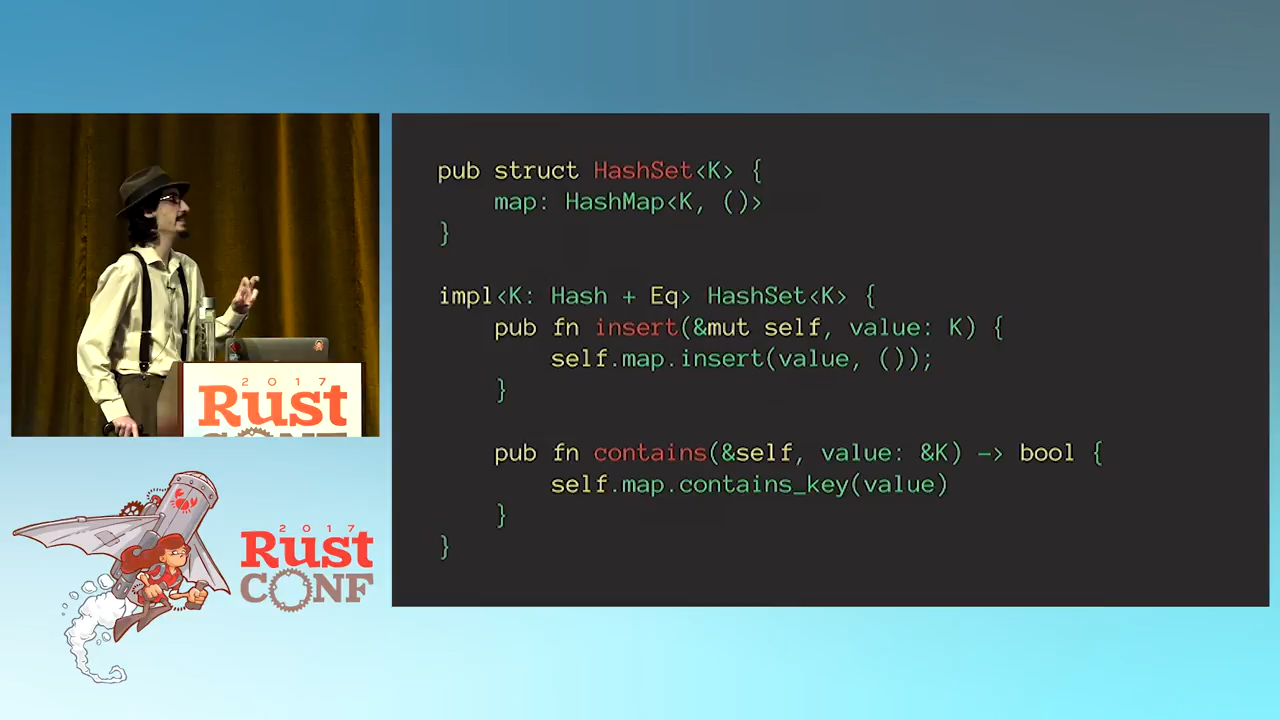 pub struct HashSet<K> {
map: HashMap<K, ()>
}
impl<K: Hash + Eq> HashSet<K> {
pub fn insert(&mut self, value: K) {
self.map.insert(value, ());
}
pub fn contains(&self, value: &K) -> bool {
self.map.contains_key(value)
}
}
2017
Rust
CONF
2017
Rust
CONF